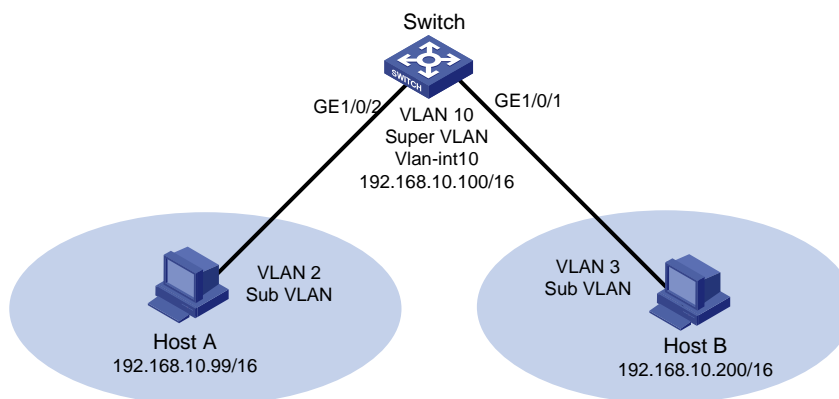 Switch
SWITCH
GE1/0/2
GE1/0/1
VLAN 10
Super VLAN
Vlan-int10
192.168.10.100/16
VLAN 2
Sub VLAN
Host A
192.168.10.99/16
VLAN 3
Sub VLAN
Host B
192.168.10.200/16